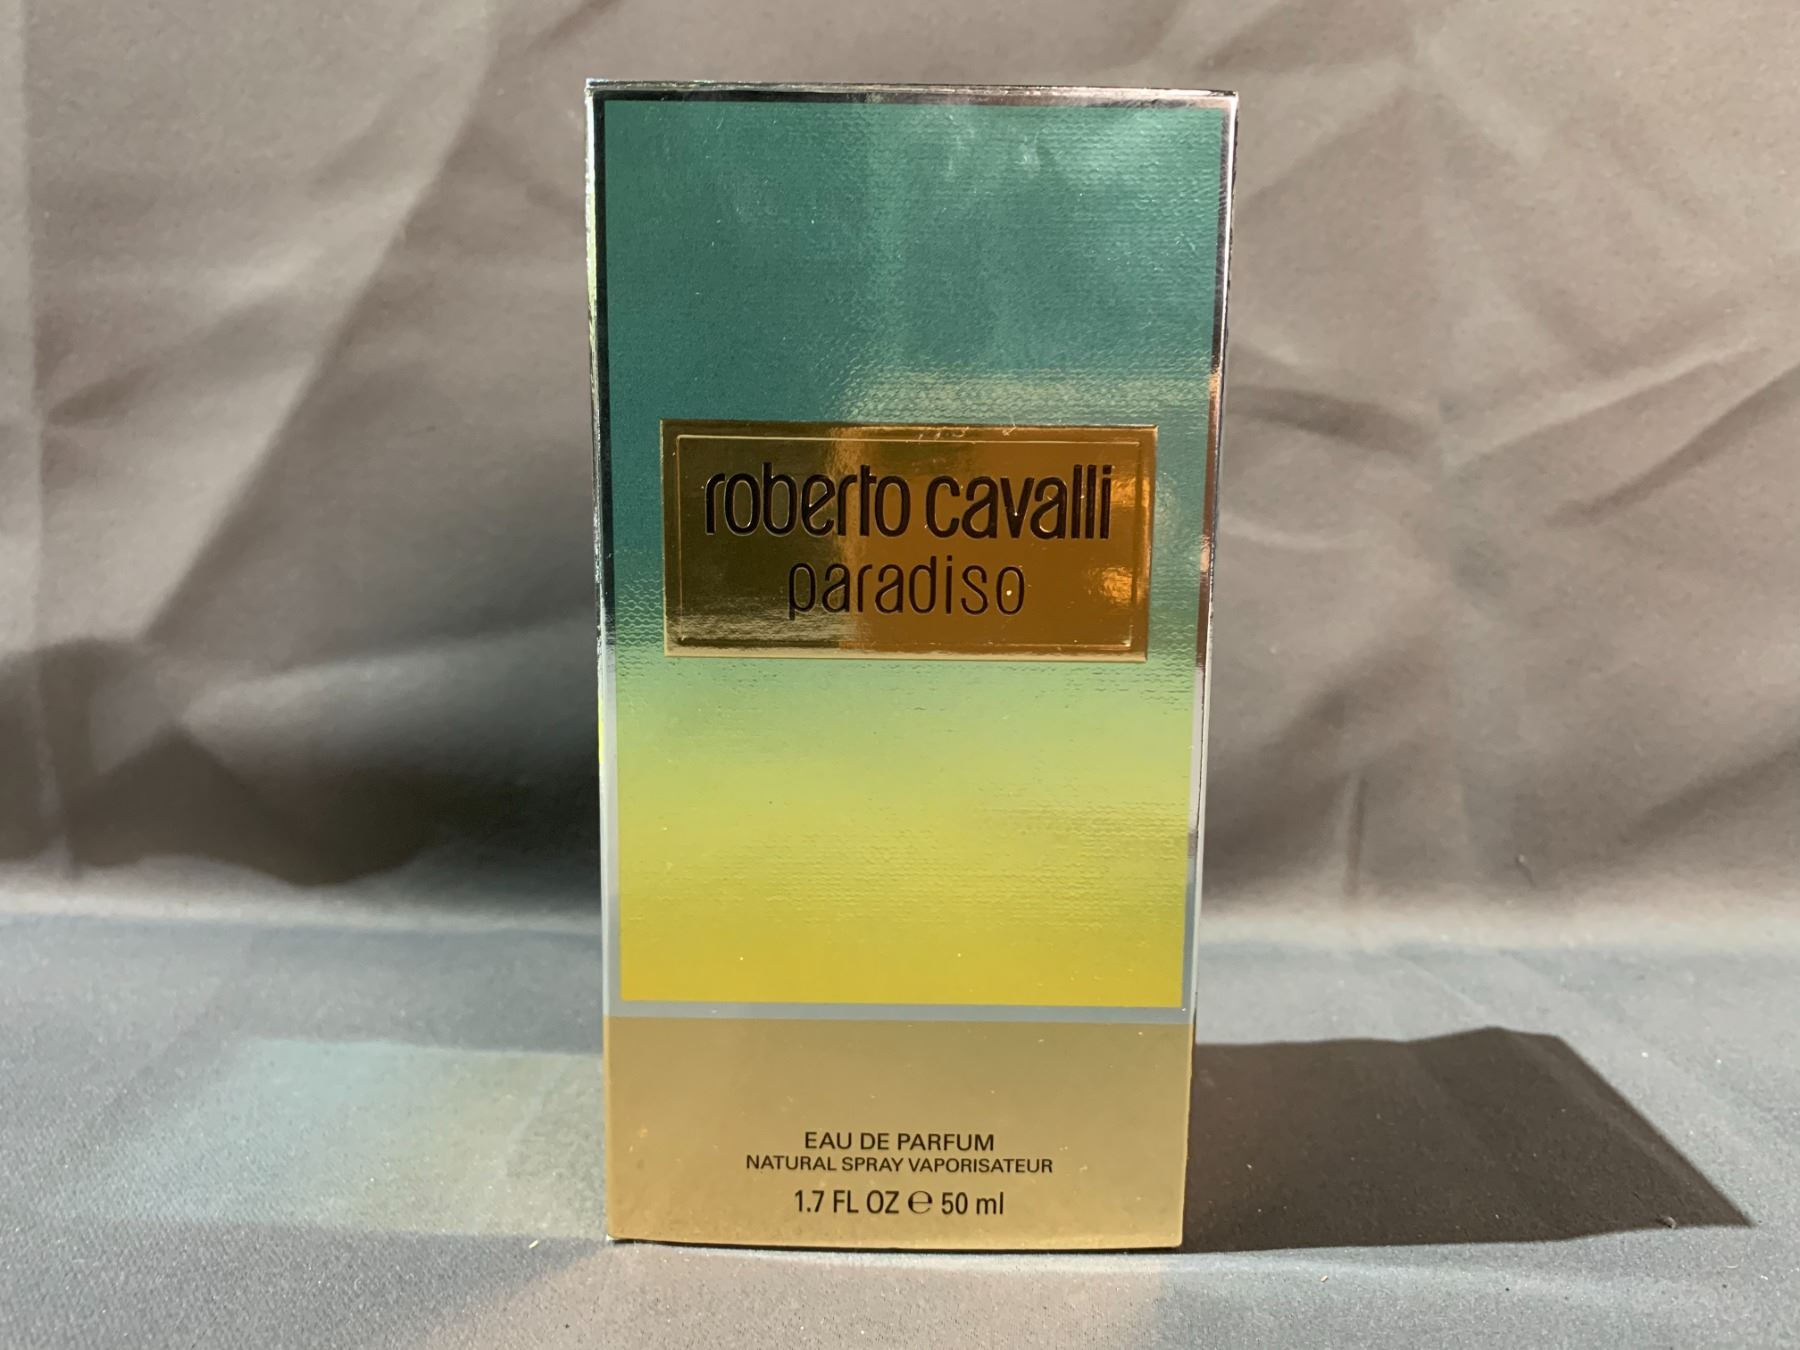 roberto cavalli
paradiso
EAU DE PARFUM
NATURAL SPRAY VAPORISATEUR
1.7 FL OZ ℮ 50 ml